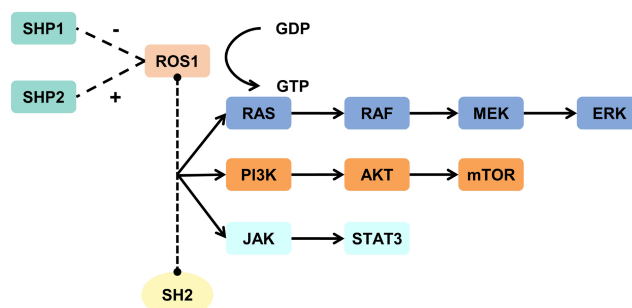 SHP1
-
ROS1
GDP
SHP2
+
GTP
RAS
RAF
MEK
ERK
PI3K
AKT
mTOR
JAK
STAT3
SH2